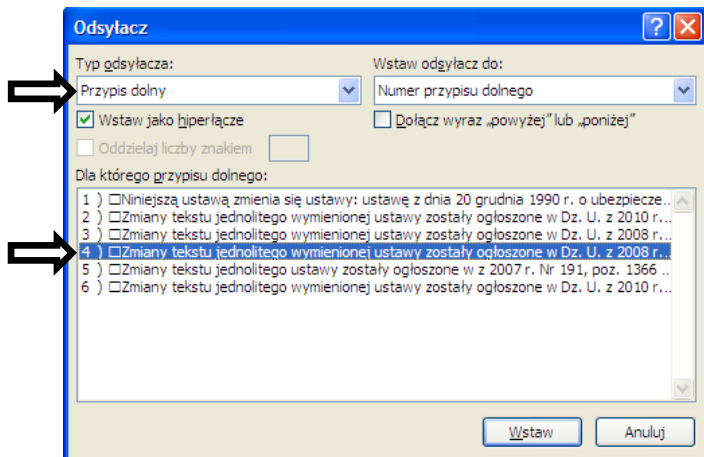 Odsyłacz
Typ odsyłacza: Wstaw odsyłacz do:
Przypis dolny Numer przypisu dolnego
Wstaw jako hiperłącze Dołącz wyraz „powyżej” lub „poniżej”
Oddzielaj liczby znakiem
Dla którego przypisu dolnego:
1 ) □Niniejszą ustawą zmienia się ustawy: ustawę z dnia 20 grudnia 1990 r. o ubezpiecze...
2 ) □Zmiany tekstu jednolitego wymienionej ustawy zostały ogłoszone w Dz. U. z 2010 r...
3 ) □Zmiany tekstu jednolitego wymienionej ustawy zostały ogłoszone w Dz. U. z 2008 r...
4 ) □Zmiany tekstu jednolitego wymienionej ustawy zostały ogłoszone w Dz. U. z 2008 r...
5 ) □Zmiany tekstu jednolitego ustawy zostały ogłoszone w z 2007 r. Nr 191, poz. 1366 ...
6 ) □Zmiany tekstu jednolitego wymienionej ustawy zostały ogłoszone w Dz. U. z 2010 r...
Wstaw Anuluj